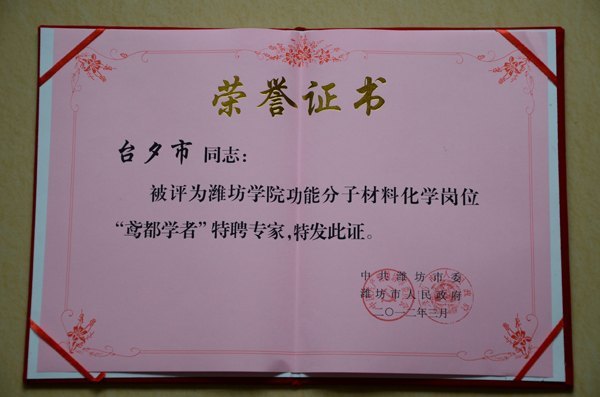 荣誉证书
台夕市 同志：
被评为潍坊学院功能分子材料化学岗位
“鸢都学者”特聘专家,特发此证。
中共潍坊市委
潍坊市人民政府
二〇一二年三月